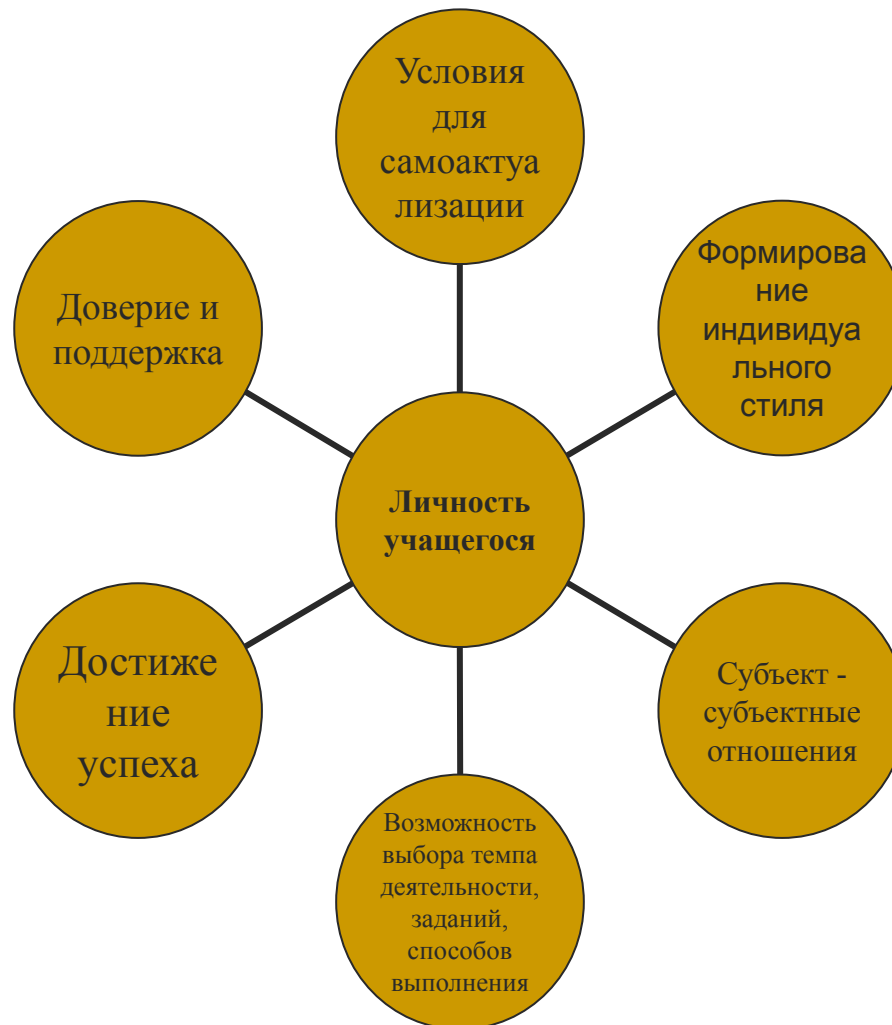 Условия
для
самоактуа
лизации
Доверие и
поддержка
Формирова
ние
индивидуа
льного
стиля
Личность
учащегося
Достиже
ние
успеха
Субъект -
субъектные
отношения
Возможность
выбора темпа
деятельности,
заданий,
способов
выполнения